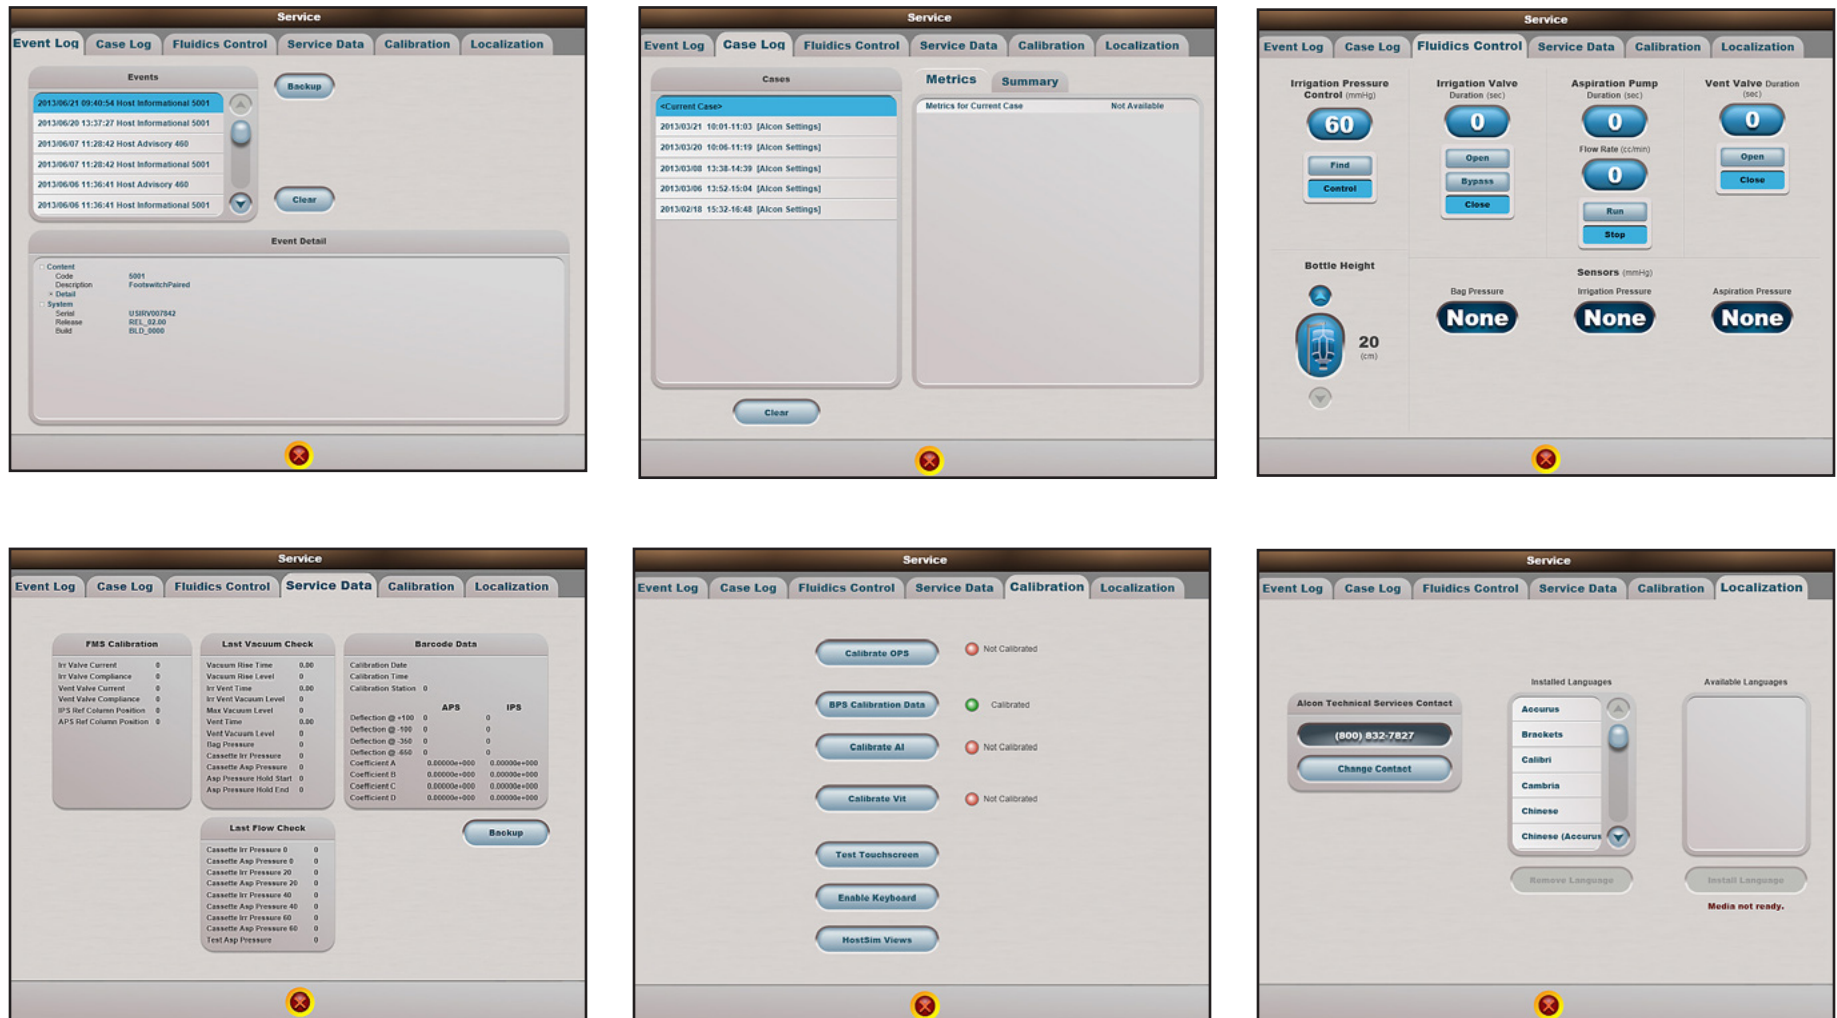 Service
Event Log Case Log Fluidics Control Service Data Calibration Localization
Events
2013/06/21 09:40:54 Host Informational 5001
2013/06/20 13:37:27 Host Informational 5001
2013/06/07 11:28:42 Host Advisory 460
2013/06/07 11:28:42 Host Informational 5001
2013/06/06 11:36:41 Host Advisory 460
2013/06/06 11:36:41 Host Informational 5001
Backup
Clear
Event Detail
Content
Code 5001
Description FootswitchPaired
Detail
System
Serial USIRV007842
Release REL_02.00
Build BLD_0000
Service
Event Log Case Log Fluidics Control Service Data Calibration Localization
Cases
<Current Case>
2013/03/21 10:01-11:03 [Alcon Settings]
2013/03/20 10:06-11:19 [Alcon Settings]
2013/03/08 13:38-14:39 [Alcon Settings]
2013/03/06 13:52-15:04 [Alcon Settings]
2013/02/18 15:32-16:48 [Alcon Settings]
Clear
Metrics Summary
Metrics for Current Case Not Available
Service
Event Log Case Log Fluidics Control Service Data Calibration Localization
Irrigation Pressure
Control (mmHg)
60
Find
Control
Irrigation Valve
Duration (sec)
0
Open
Bypass
Close
Aspiration Pump
Duration (sec)
0
Flow Rate (cc/min)
0
Run
Stop
Vent Valve Duration
(sec)
0
Open
Close
Bottle Height
20
(cm)
Sensors (mmHg)
Bag Pressure Irrigation Pressure Aspiration Pressure
None None None
Service
Event Log Case Log Fluidics Control Service Data Calibration Localization
FMS Calibration
Irr Valve Current 0
Irr Valve Compliance 0
Vent Valve Current 0
Vent Valve Compliance 0
IPS Ref Column Position 0
APS Ref Column Position 0
Last Vacuum Check
Vacuum Rise Time 0.00
Vacuum Rise Level 0
Irr Vent Time 0.00
Irr Vent Vacuum Level 0
Max Vacuum Level 0
Vent Time 0.00
Vent Vacuum Level 0
Bag Pressure 0
Cassette Irr Pressure 0
Cassette Asp Pressure 0
Asp Pressure Hold Start 0
Asp Pressure Hold End 0
Barcode Data
Calibration Date
Calibration Time
Calibration Station 0
APS IPS
Deflection @ +100 0 0
Deflection @ -100 0 0
Deflection @ -350 0 0
Deflection @ -650 0 0
Coefficient A 0.00000e+000 0.00000e+000
Coefficient B 0.00000e+000 0.00000e+000
Coefficient C 0.00000e+000 0.00000e+000
Coefficient D 0.00000e+000 0.00000e+000
Last Flow Check
Cassette Irr Pressure 0 0
Cassette Asp Pressure 0 0
Cassette Irr Pressure 20 0
Cassette Asp Pressure 20 0
Cassette Irr Pressure 40 0
Cassette Asp Pressure 40 0
Cassette Irr Pressure 60 0
Cassette Asp Pressure 60 0
Test Asp Pressure 0
Backup
Service
Event Log Case Log Fluidics Control Service Data Calibration Localization
Calibrate OPS Not Calibrated
BPS Calibration Data Calibrated
Calibrate AI Not Calibrated
Calibrate Vit Not Calibrated
Test Touchscreen
Enable Keyboard
HostSim Views
Service
Event Log Case Log Fluidics Control Service Data Calibration Localization
Alcon Technical Services Contact
(800) 832-7827
Change Contact
Installed Languages
Accurus
Brackets
Calibri
Cambria
Chinese
Chinese (Accurus
Remove Language
Available Languages
Install Language
Media not ready.